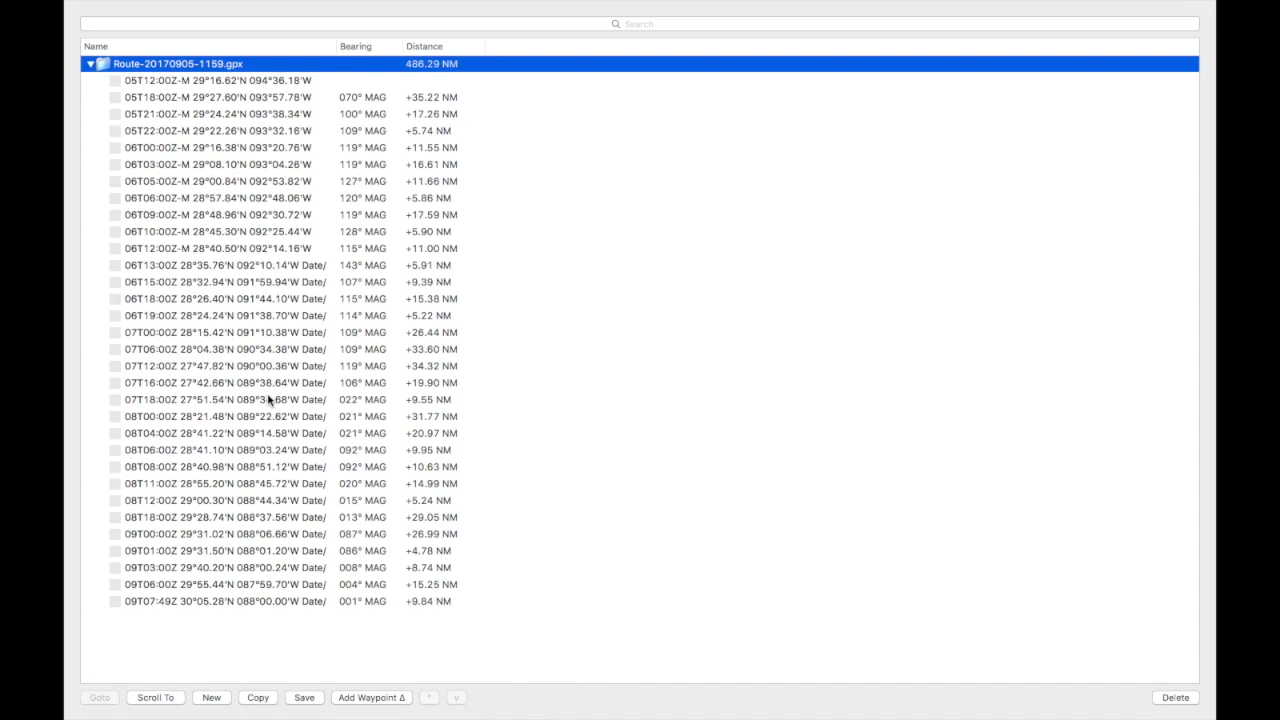 Search
Name Bearing Distance
Route-20170905-1159.gpx 486.29 NM
05T12:00Z-M 29°16.62'N 094°36.18'W
05T18:00Z-M 29°27.60'N 093°57.78'W 070° MAG +35.22 NM
05T21:00Z-M 29°24.24'N 093°38.34'W 100° MAG +17.26 NM
05T22:00Z-M 29°22.26'N 093°32.16'W 109° MAG +5.74 NM
06T00:00Z-M 29°16.38'N 093°20.76'W 119° MAG +11.55 NM
06T03:00Z-M 29°08.10'N 093°04.26'W 119° MAG +16.61 NM
06T05:00Z-M 29°00.84'N 092°53.82'W 127° MAG +11.66 NM
06T06:00Z-M 28°57.84'N 092°48.06'W 120° MAG +5.86 NM
06T09:00Z-M 28°48.96'N 092°30.72'W 119° MAG +17.59 NM
06T10:00Z-M 28°45.30'N 092°25.44'W 128° MAG +5.90 NM
06T12:00Z-M 28°40.50'N 092°14.16'W 115° MAG +11.00 NM
06T13:00Z 28°35.76'N 092°10.14'W Date/ 143° MAG +5.91 NM
06T15:00Z 28°32.94'N 091°59.94'W Date/ 107° MAG +9.39 NM
06T18:00Z 28°26.40'N 091°44.10'W Date/ 115° MAG +15.38 NM
06T19:00Z 28°24.24'N 091°38.70'W Date/ 114° MAG +5.22 NM
07T00:00Z 28°15.42'N 091°10.38'W Date/ 109° MAG +26.44 NM
07T06:00Z 28°04.38'N 090°34.38'W Date/ 109° MAG +33.60 NM
07T12:00Z 27°47.82'N 090°00.36'W Date/ 119° MAG +34.32 NM
07T16:00Z 27°42.66'N 089°38.64'W Date/ 106° MAG +19.90 NM
07T18:00Z 27°51.54'N Date/ 022° MAG +9.55 NM
08T00:00Z 28°21.48'N 089°22.62'W Date/ 021° MAG +31.77 NM
08T04:00Z 28°41.22'N 089°14.58'W Date/ 021° MAG +20.97 NM
08T06:00Z 28°41.10'N 089°03.24'W Date/ 092° MAG +9.95 NM
08T08:00Z 28°40.98'N 088°51.12'W Date/ 092° MAG +10.63 NM
08T11:00Z 28°55.20'N 088°45.72'W Date/ 020° MAG +14.99 NM
08T12:00Z 29°00.30'N 088°44.34'W Date/ 015° MAG +5.24 NM
08T18:00Z 29°28.74'N 088°37.56'W Date/ 013° MAG +29.05 NM
09T00:00Z 29°31.02'N 088°06.66'W Date/ 087° MAG +26.99 NM
09T01:00Z 29°31.50'N 088°01.20'W Date/ 086° MAG +4.78 NM
09T03:00Z 29°40.20'N 088°00.24'W Date/ 008° MAG +8.74 NM
09T06:00Z 29°55.44'N 087°59.70'W Date/ 004° MAG +15.25 NM
09T07:49Z 30°05.28'N 088°00.00'W Date/ 001° MAG +9.84 NM
Goto Scroll To New Copy Save Add Waypoint Δ ^ v Delete